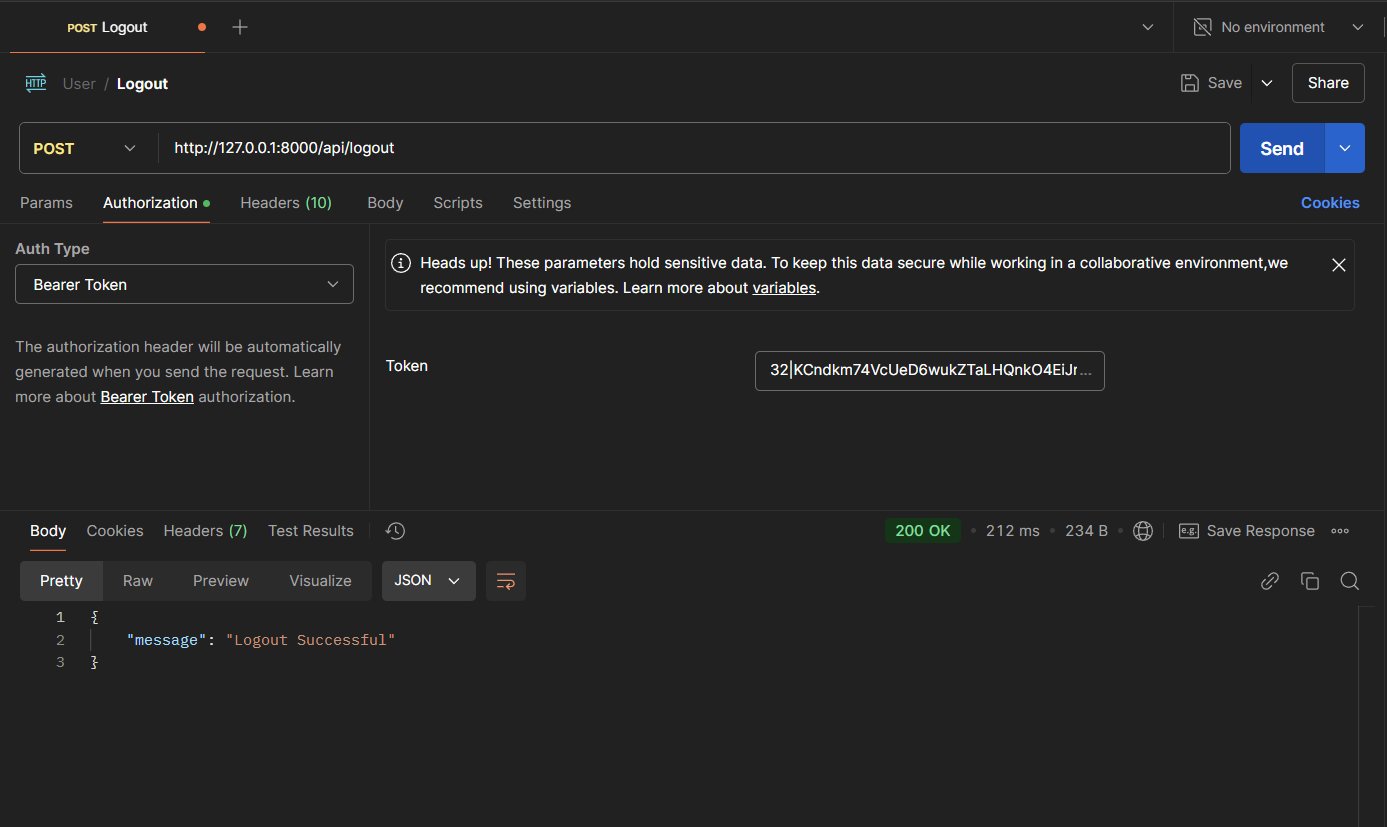 POST Logout
No environment
HTTP User / Logout
Save
Share
POST
http://127.0.0.1:8000/api/logout
Send
Params
Authorization
Headers (10)
Body
Scripts
Settings
Cookies
Auth Type
Bearer Token
The authorization header will be automatically
generated when you send the request. Learn
more about Bearer Token authorization.
Heads up! These parameters hold sensitive data. To keep this data secure while working in a collaborative environment,we
recommend using variables. Learn more about variables.
Token
32|KCndkm74VcUeD6wukZTaLHQnkO4EiJr...
Body
Cookies
Headers (7)
Test Results
200 OK
212 ms
234 B
e.g. Save Response
Pretty
Raw
Preview
Visualize
JSON
1 {
2 "message": "Logout Successful"
3 }